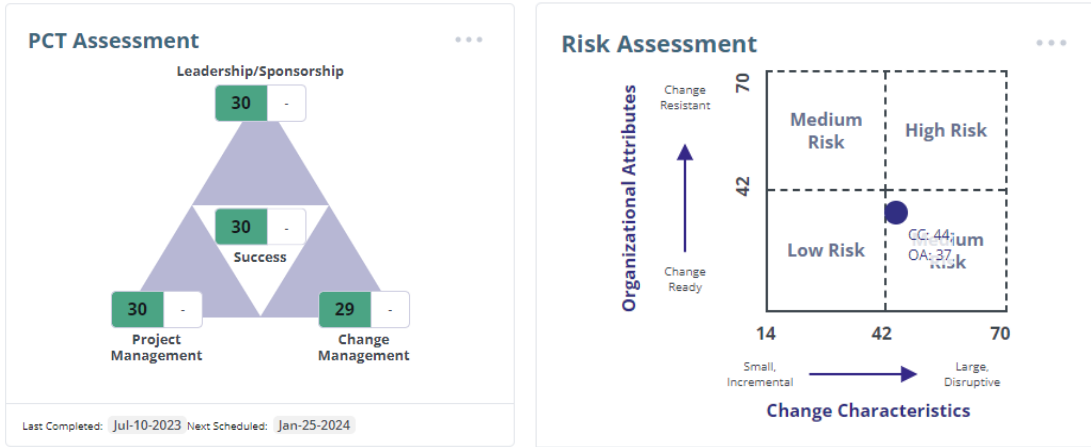 PCT Assessment
Leadership/Sponsorship
30 -
30 -
Success
30 -
29 -
Project
Management
Change
Management
Last Completed: Jul-10-2023 Next Scheduled: Jan-25-2024
Risk Assessment
Organizational Attributes
Change
Resistant
Change
Ready
70
42
Medium
Risk
High Risk
Low Risk
Medium
Risk
CC: 44
OA: 37
14 42 70
Small,
Incremental
Large,
Disruptive
Change Characteristics